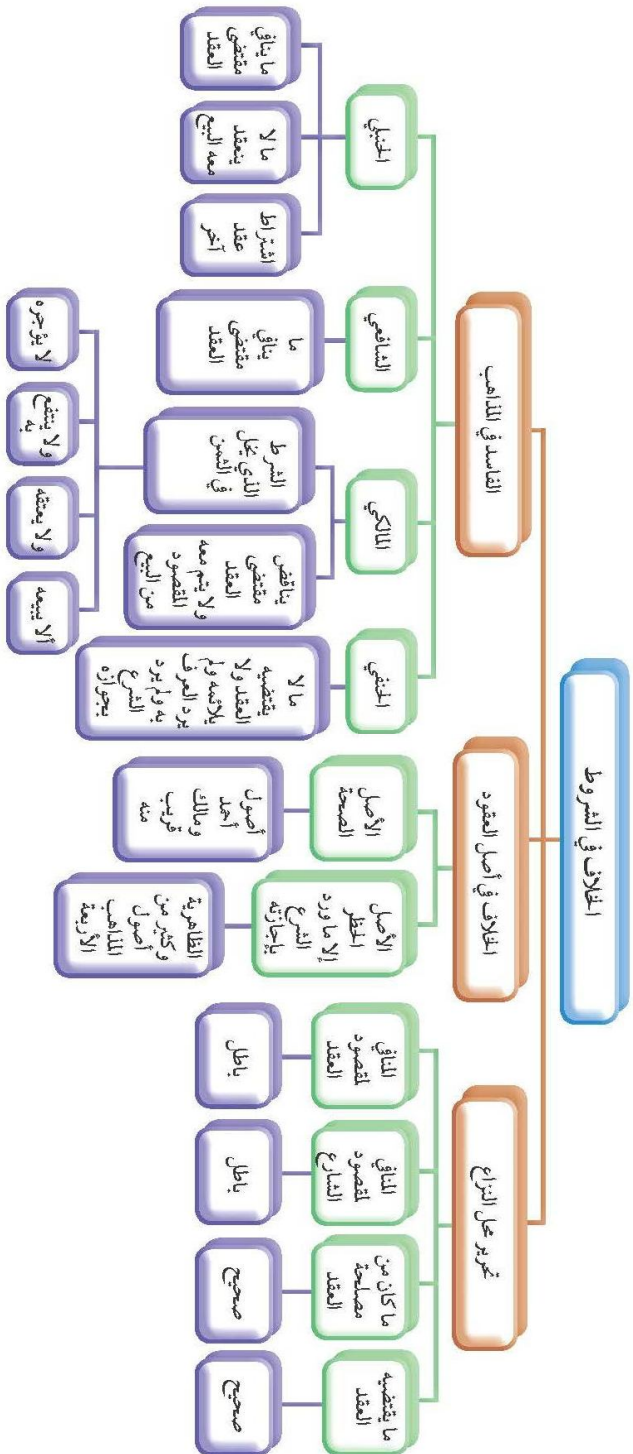 الخلاف في الشروط
تحرير محل النزاع
ما يقتضيه
العقد
صحيح
ما كان من
مصلحة
العقد
صحيح
المنافي
لمقصود
الشارع
باطل
المنافي
لمقصود
العقد
باطل
الخلاف في أصل العقود
الأصل
الحظر
إلا ما ورد
الشرع
بإجازته
الظاهرية
وكثير من
أصول
المذاهب
الأربعة
الأصل
الصحة
أصول
أحمد
ومالك
قريب
منه
الفاسد في المذاهب
الحنفي
ما لا
يقتضيه
العقد ولا
يلائمه ولم
يرد العرف
به ولم يرد
الشرع
بجوازه
المالكي
يناقض
مقتضى
العقد
ولا يتم معه
المقصود
من البيع
الشرط
الذي يخل
في الثمن
ألا يبيعه
ولا يعتقه
ولا ينتفع
به
لا يؤجره
الشافعي
ما
ينافي
مقتضى
العقد
الحنبلي
اشتراط
عقد
آخر
ما لا
ينعقد
معه البيع
ما ينافي
مقتضى
العقد